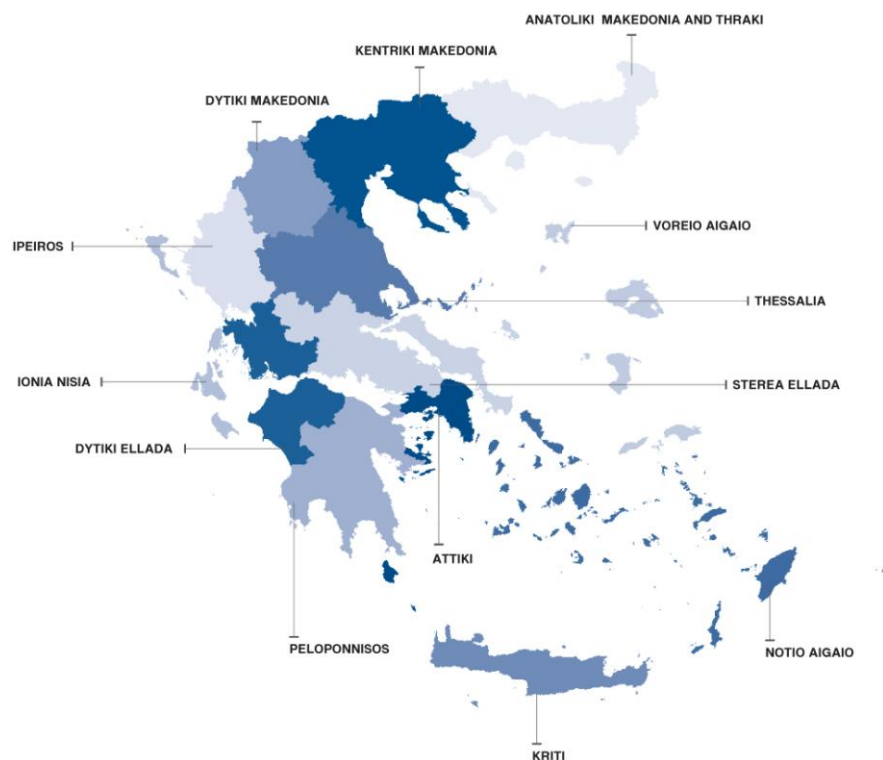 ANATOLIKI MAKEDONIA AND THRAKI
KENTRIKI MAKEDONIA
DYTIKI MAKEDONIA
VOREIO AIGAIO
IPEIROS
THESSALIA
IONIA NISIA
STEREA ELLADA
DYTIKI ELLADA
ATTIKI
PELOPONNISOS
NOTIO AIGAIO
KRITI